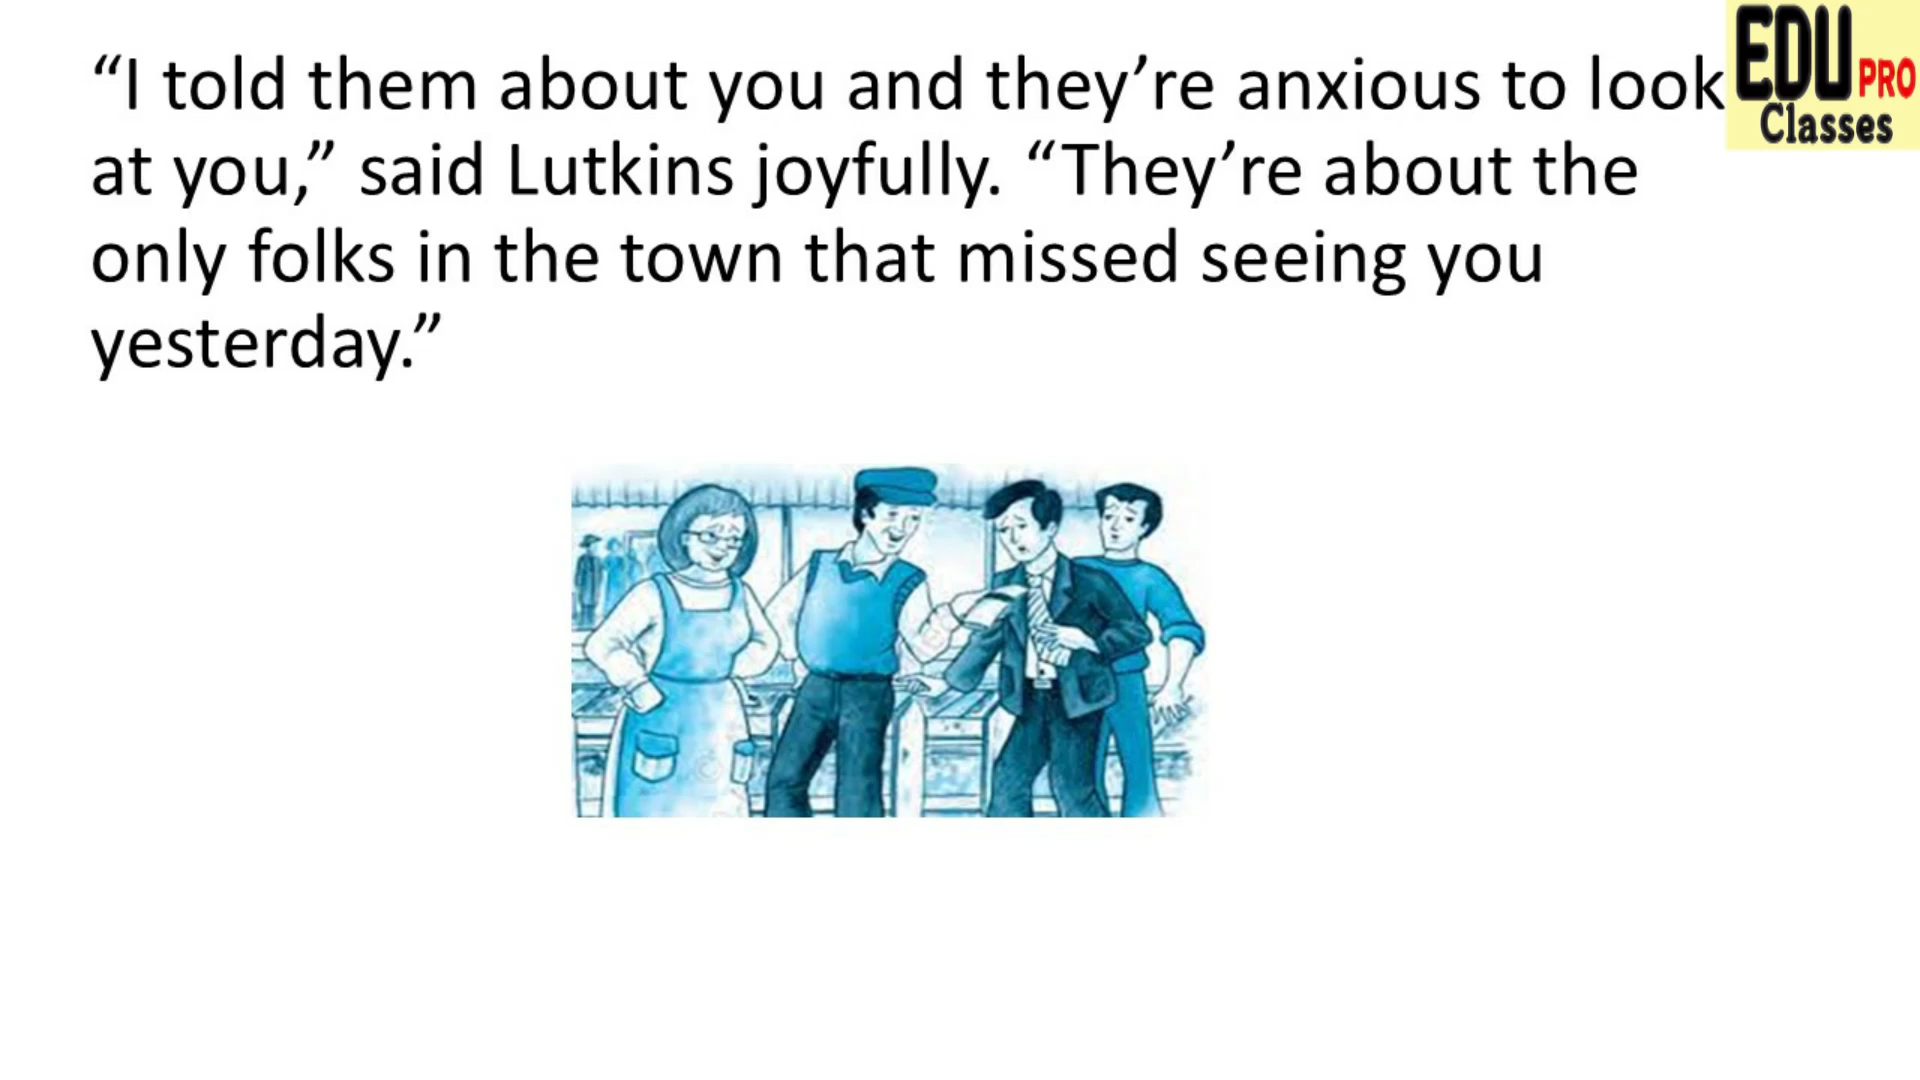 “I told them about you and they’re anxious to look
at you,” said Lutkins joyfully. “They’re about the
only folks in the town that missed seeing you
yesterday.”
EDU PRO
Classes